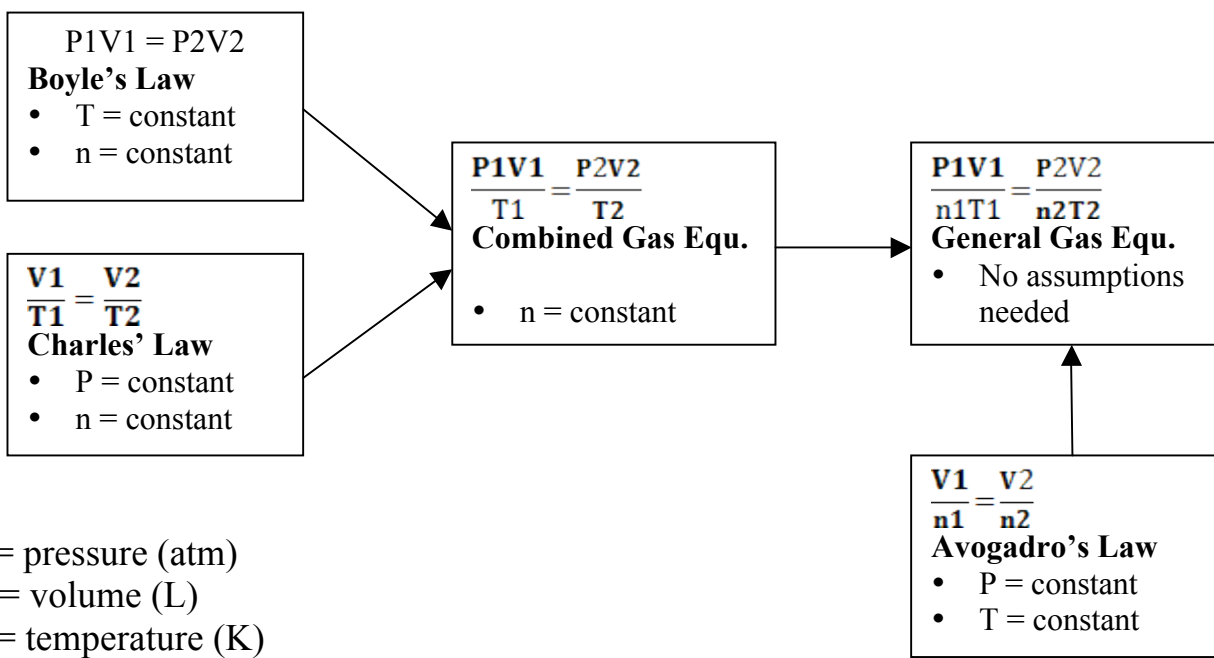 P1V1 = P2V2
Boyle’s Law
• T = constant
• n = constant
V1/T1 = V2/T2
Charles’ Law
• P = constant
• n = constant
P1V1/T1 = P2V2/T2
Combined Gas Equ.
• n = constant
P1V1/n1T1 = P2V2/n2T2
General Gas Equ.
• No assumptions
needed
V1/n1 = V2/n2
Avogadro’s Law
• P = constant
• T = constant
= pressure (atm)
= volume (L)
= temperature (K)